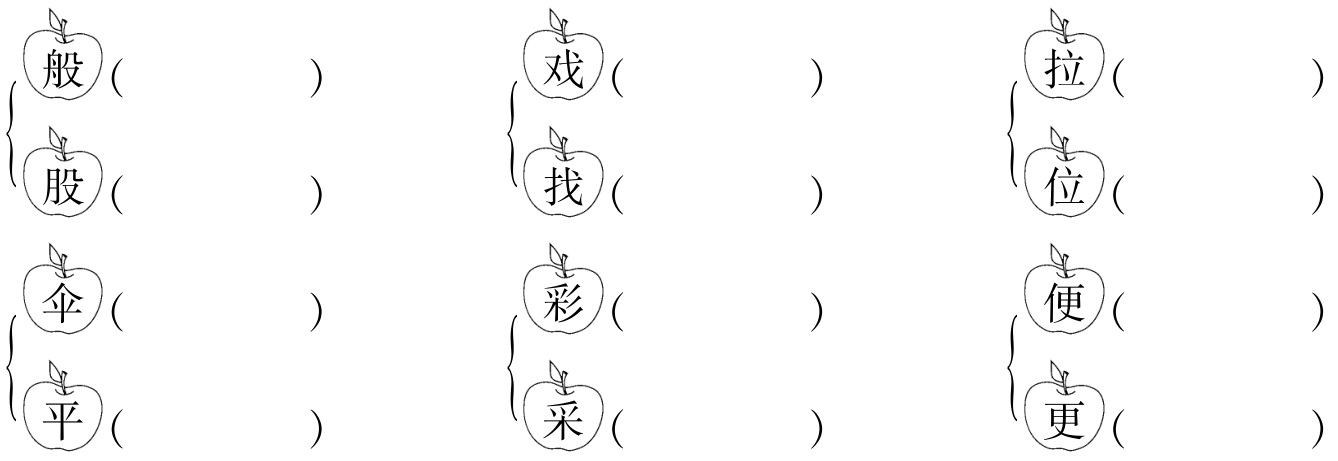 般（ ） 戏（ ） 拉（ ）
股（ ） 找（ ） 位（ ）
伞（ ） 彩（ ） 便（ ）
平（ ） 采（ ） 更（ ）